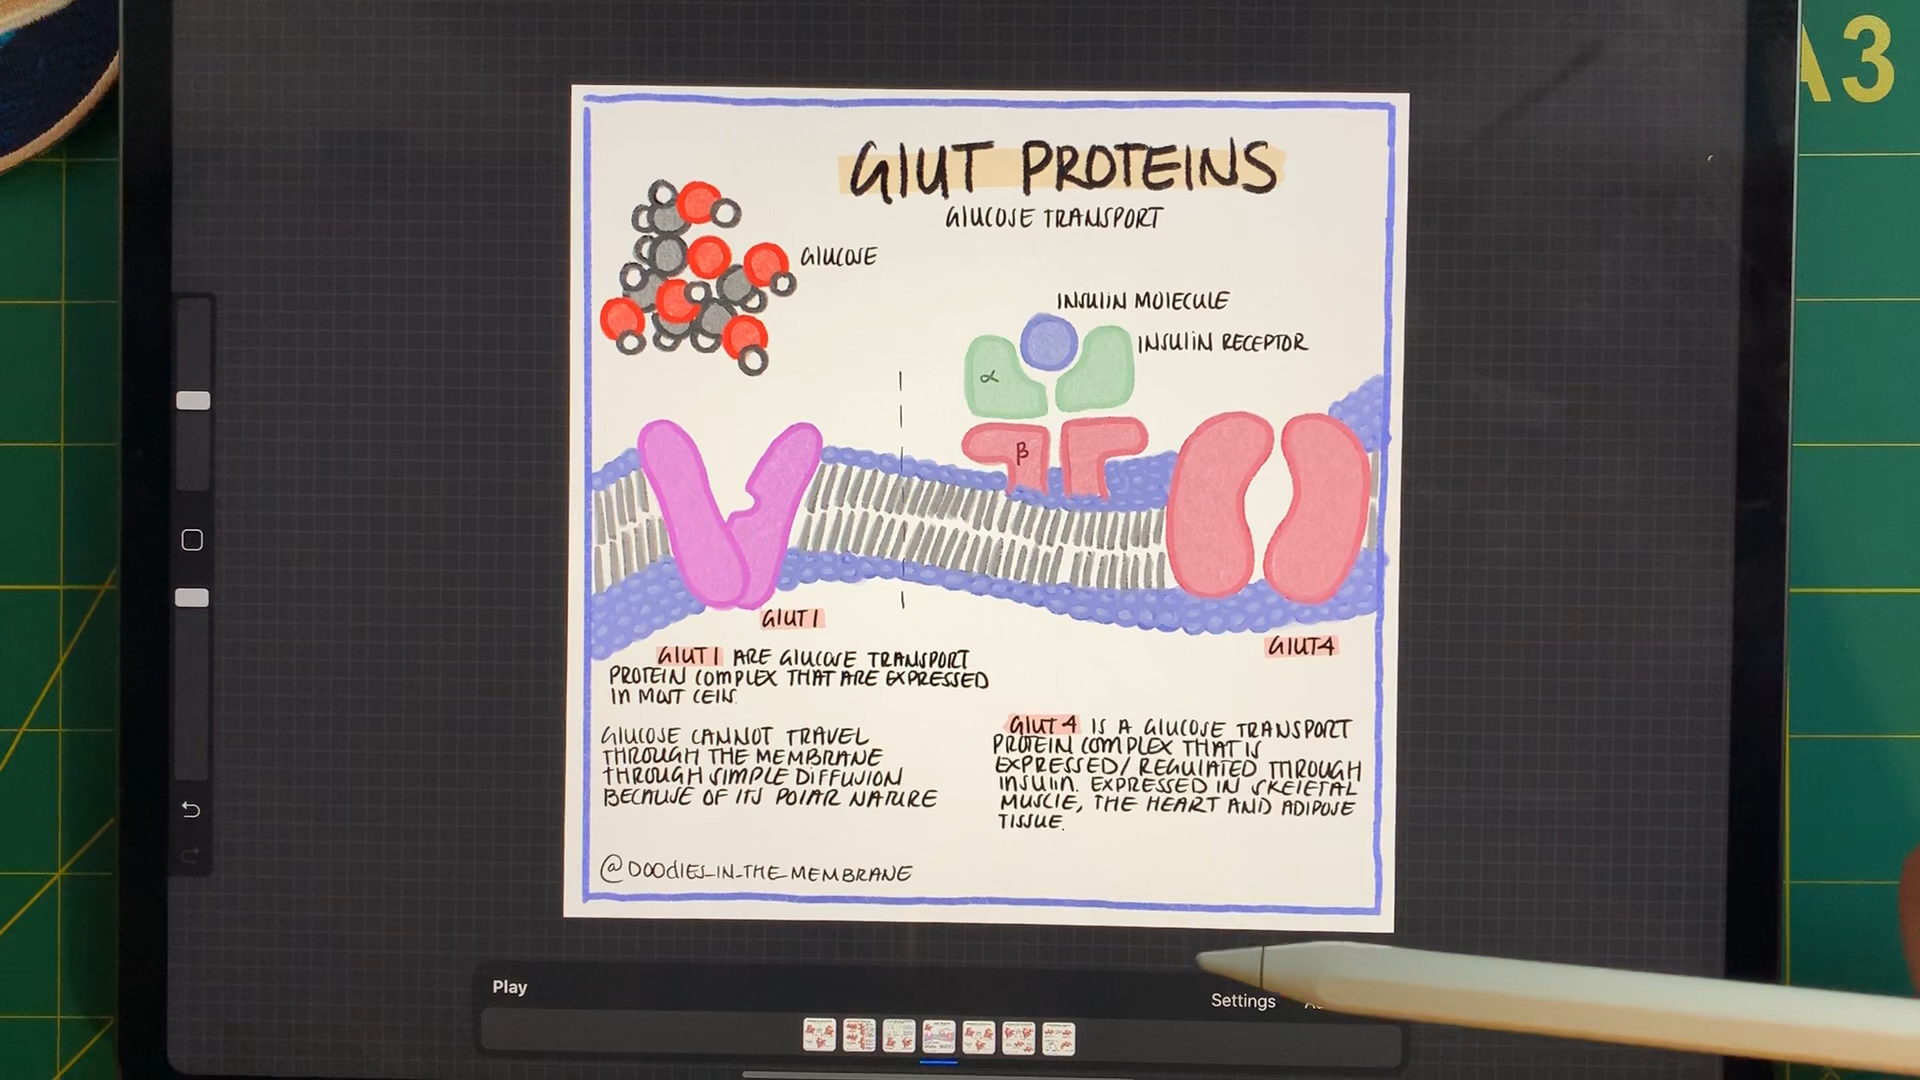 A3
GLUT PROTEINS
GLUCOSE TRANSPORT
GLUCOSE
INSULIN MOLECULE
INSULIN RECEPTOR
α
β
GLUT1
GLUT4
GLUT1 ARE GLUCOSE TRANSPORT
PROTEIN COMPLEX THAT ARE EXPRESSED
IN MOST CELLS.
GLUCOSE CANNOT TRAVEL
THROUGH THE MEMBRANE
THROUGH SIMPLE DIFFUSION
BECAUSE OF ITS POLAR NATURE
GLUT4 IS A GLUCOSE TRANSPORT
PROTEIN COMPLEX THAT IS
EXPRESSED/REGULATED THROUGH
INSULIN. EXPRESSED IN SKELETAL
MUSCLE, THE HEART AND ADIPOSE
TISSUE.
@DOODLES_IN_THE_MEMBRANE
Play
Settings